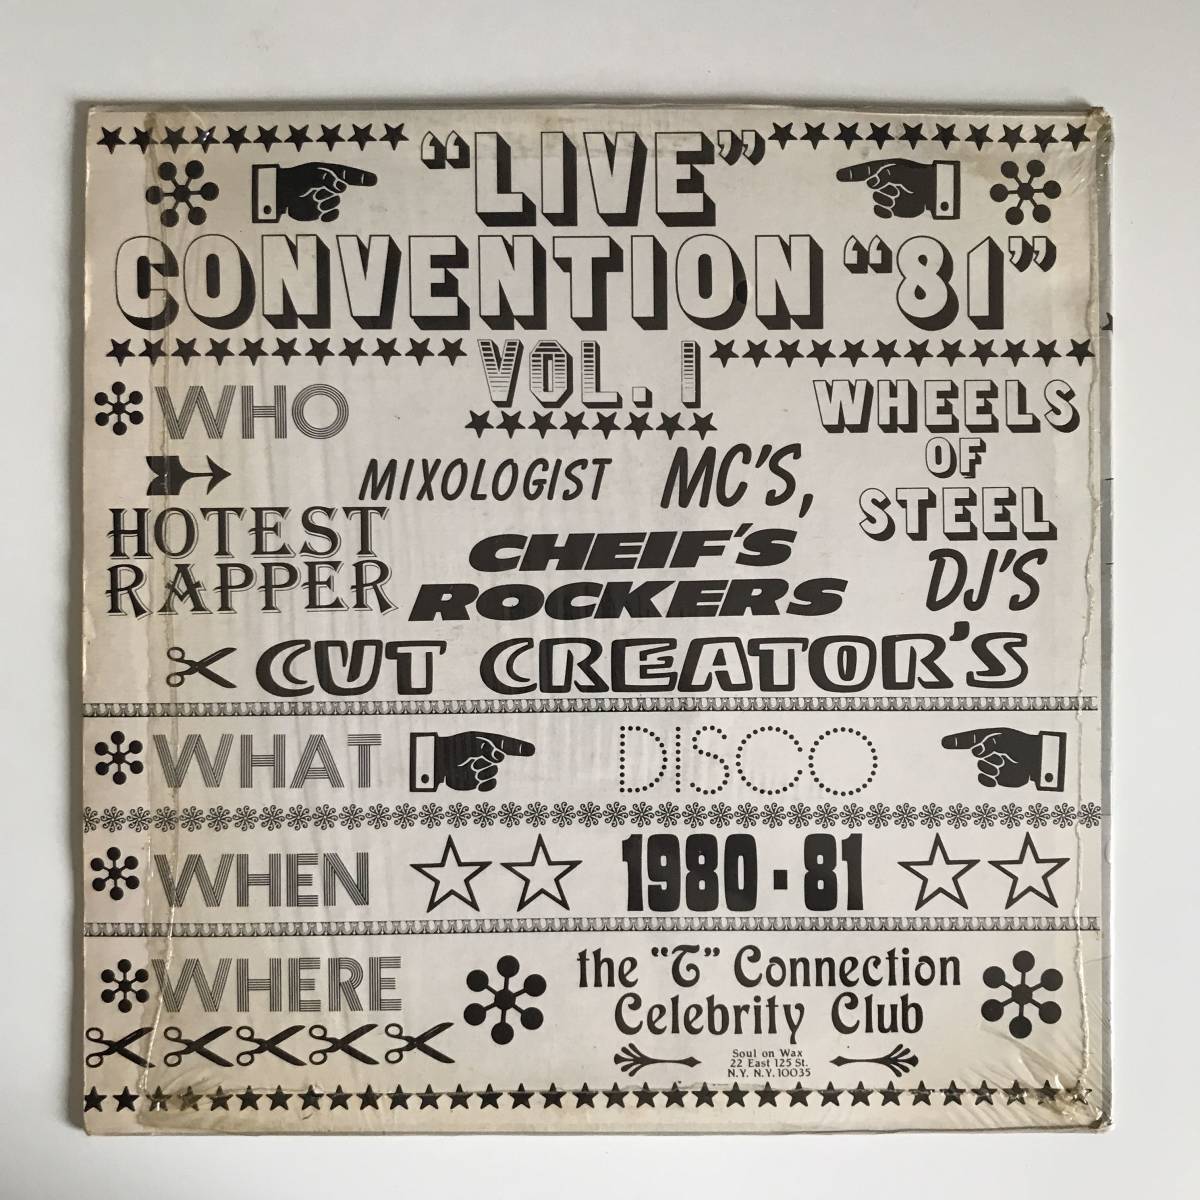 “LIVE”
CONVENTION “81”
VOL. I
WHO
WHEELS
OF
STEEL
DJ'S
MIXOLOGIST MC'S,
HOTEST
RAPPER
CHEIF'S
ROCKERS
CUT CREATOR'S
WHAT DISCO
WHEN 1980-81
WHERE the “T” Connection
Celebrity Club
Soul on Wax
22 East 125 St.
N.Y. N.Y. 10035